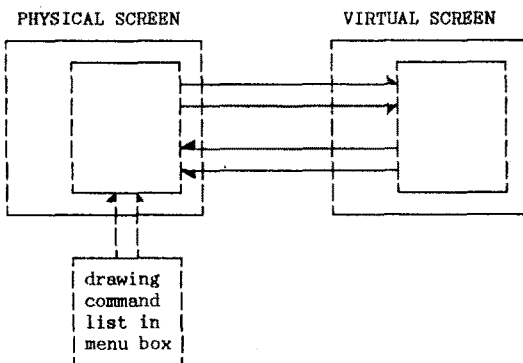 PHYSICAL SCREEN
VIRTUAL SCREEN
drawing
command
list in
menu box